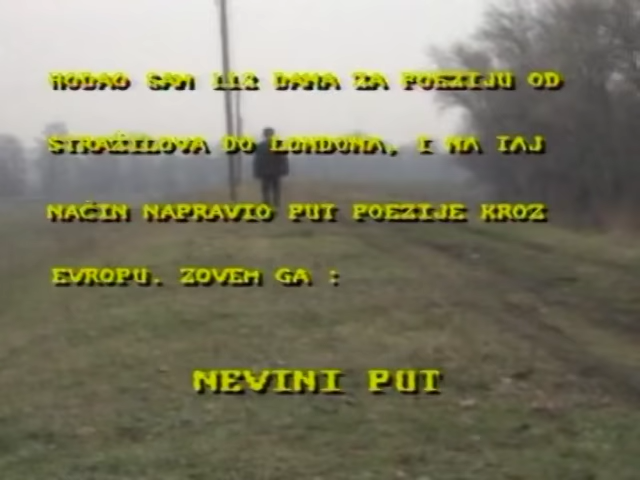 HODAO SAM 112 DANA ZA POEZIJU OD
STRAŽILOVA DO LONDONA, I NA TAJ
NAČIN NAPRAVIO PUT POEZIJE KROZ
EVROPU. ZOVEM GA :
NEVINI PUT